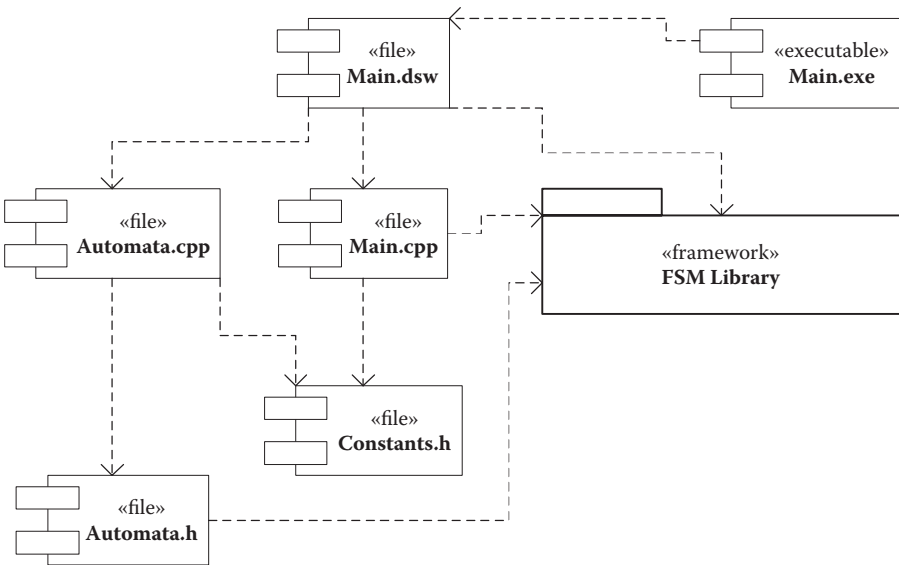 «file»
Main.dsw
«executable»
Main.exe
«file»
Automata.cpp
«file»
Main.cpp
«framework»
FSM Library
«file»
Constants.h
«file»
Automata.h